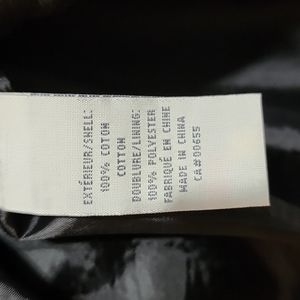 EXTÉRIEUR/SHELL:
100% COTON
COTTON
DOUBLURE/LINING:
100% POLYESTER
FABRIQUÉ EN CHINE
MADE IN CHINA
CA#00655